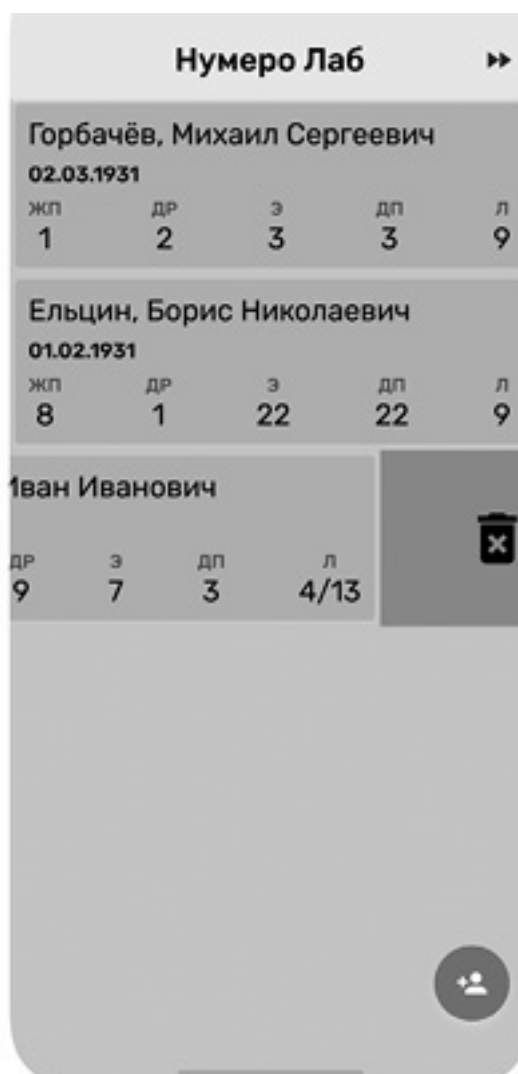 Нумеро Лаб
Горбачёв, Михаил Сергеевич
02.03.1931
ЖП ДР Э ДП Л
1 2 3 3 9
Ельцин, Борис Николаевич
01.02.1931
ЖП ДР Э ДП Л
8 1 22 22 9
Иван Иванович
ДР Э ДП Л
9 7 3 4/13